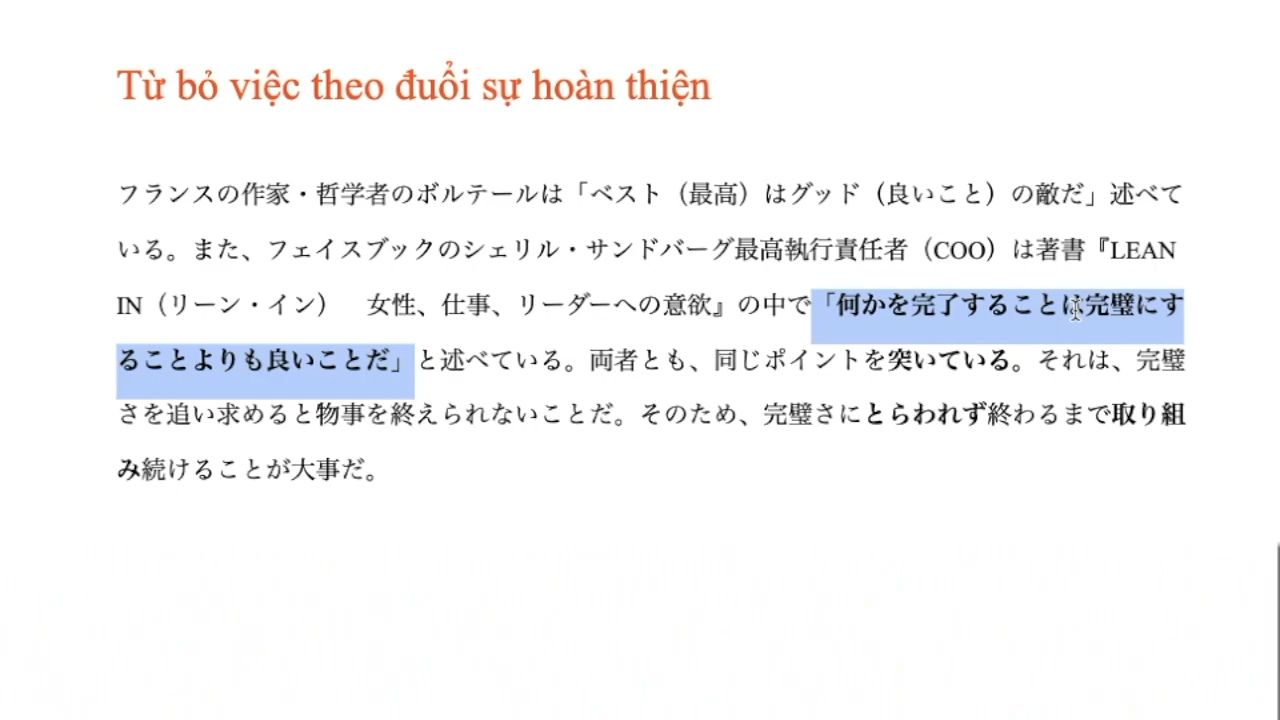 Từ bỏ việc theo đuổi sự hoàn thiện
フランスの作家・哲学者のボルテールは「ベスト（最高）はグッド（良いこと）の敵だ」述べて
いる。また、フェイスブックのシェリル・サンドバーグ最高執行責任者（COO）は著書『LEAN
IN（リーン・イン）　女性、仕事、リーダーへの意欲』の中で「何かを完了することは完璧にす
ることよりも良いことだ」と述べている。両者とも、同じポイントを突いている。それは、完璧
さを追い求めると物事を終えられないことだ。そのため、完璧さにとらわれず終わるまで取り組
み続けることが大事だ。